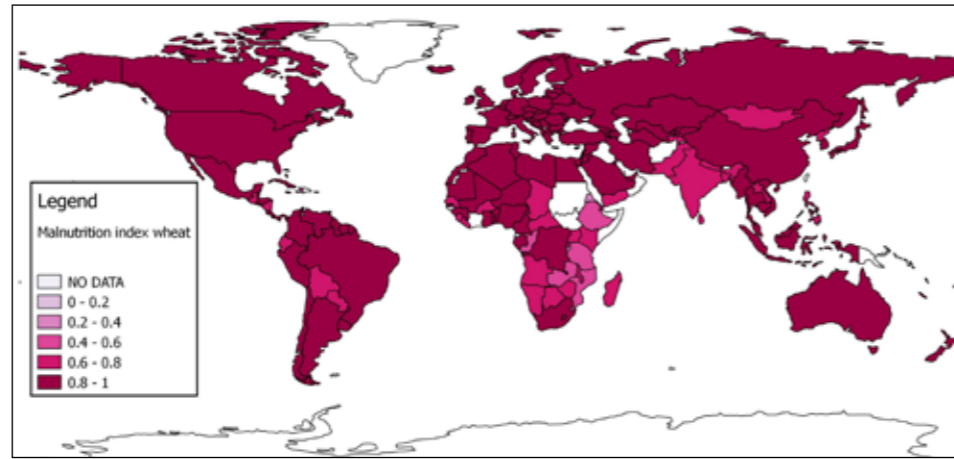 Legend
Malnutrition index wheat
NO DATA
0 - 0.2
0.2 - 0.4
0.4 - 0.6
0.6 - 0.8
0.8 - 1